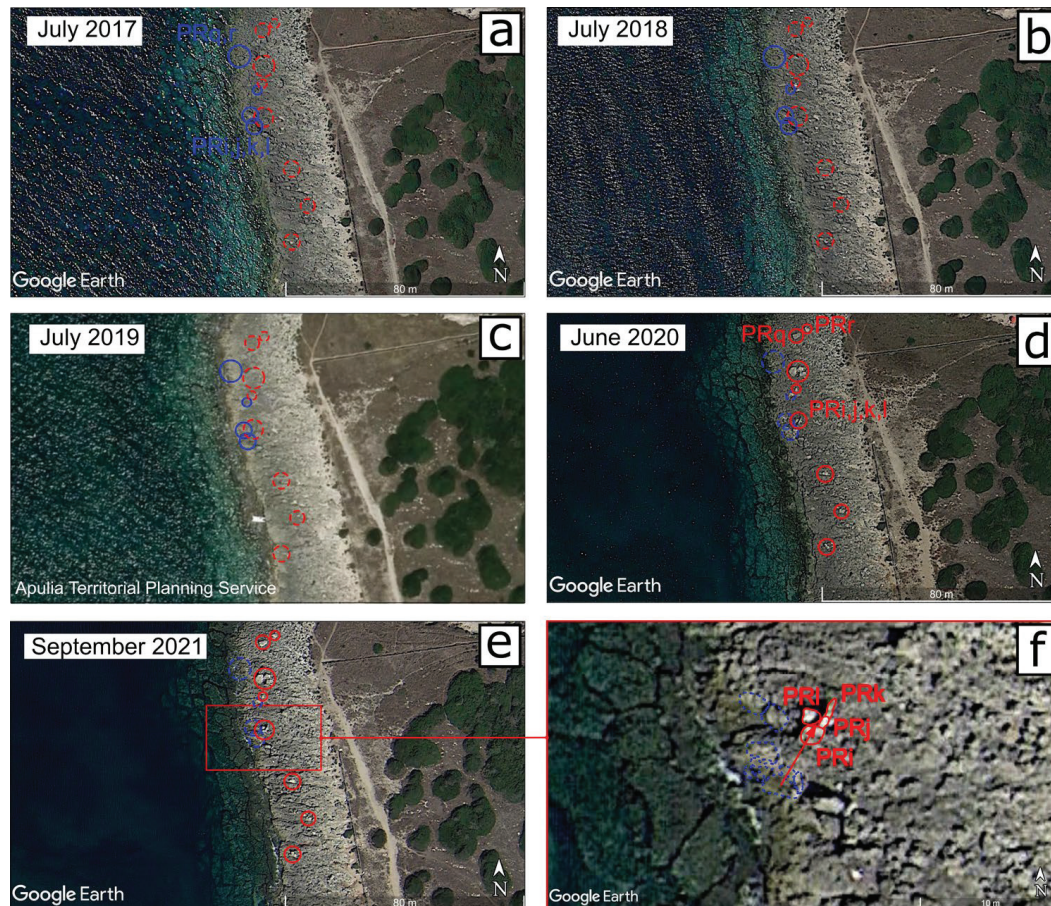 July 2017
a
PRq,r
PRi,j,k,l
N
Google Earth
80 m
July 2018
b
N
Google Earth
80 m
July 2019
c
Apulia Territorial Planning Service
June 2020
d
PRq
PRr
PRi,j,k,l
N
Google Earth
80 m
September 2021
e
N
Google Earth
80 m
f
PRl
PRk
PRj
PRi
N
Google Earth
10 m